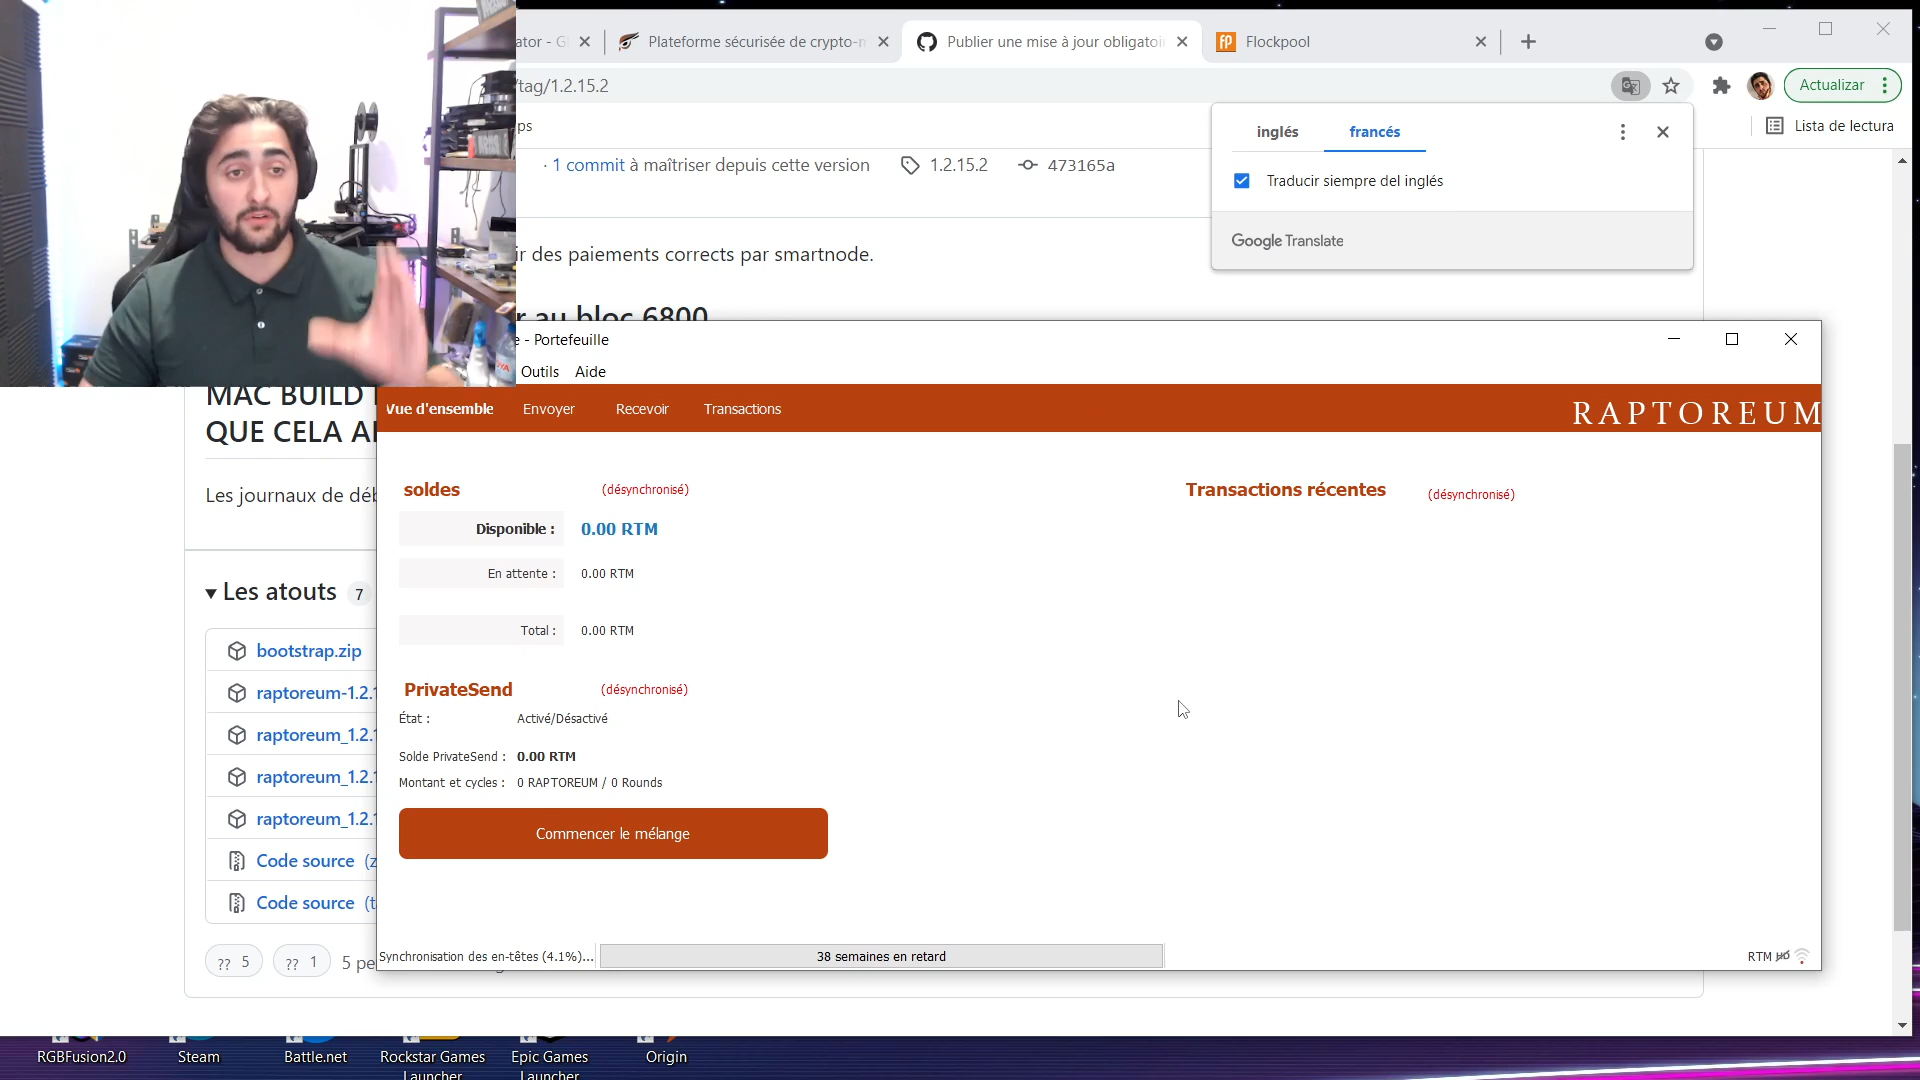 ator - G
Plateforme sécurisée de crypto-m
Publier une mise à jour obligatoi
Flockpool
/tag/1.2.15.2
Actualizar
ps
Lista de lectura
inglés
francés
Traducir siempre del inglés
Google Translate
· 1 commit à maîtriser depuis cette version
1.2.15.2
473165a
ir des paiements corrects par smartnode.
r au bloc 6800
MAC BUILD
QUE CELA A
Les journaux de déb
Les atouts 7
bootstrap.zip
raptoreum-1.2.1
raptoreum_1.2.1
raptoreum_1.2.1
raptoreum_1.2.1
Code source (z
Code source (t
?? 5
?? 1
5 pe
e - Portefeuille
Outils Aide
Vue d'ensemble Envoyer Recevoir Transactions
RAPTOREUM
soldes (désynchronisé)
Disponible : 0.00 RTM
En attente : 0.00 RTM
Total : 0.00 RTM
Transactions récentes (désynchronisé)
PrivateSend (désynchronisé)
État : Activé/Désactivé
Solde PrivateSend : 0.00 RTM
Montant et cycles : 0 RAPTOREUM / 0 Rounds
Commencer le mélange
Synchronisation des en-têtes (4.1%)...
38 semaines en retard
RTM HD
RGBFusion2.0
Steam
Battle.net
Rockstar Games
Launcher
Epic Games
Launcher
Origin